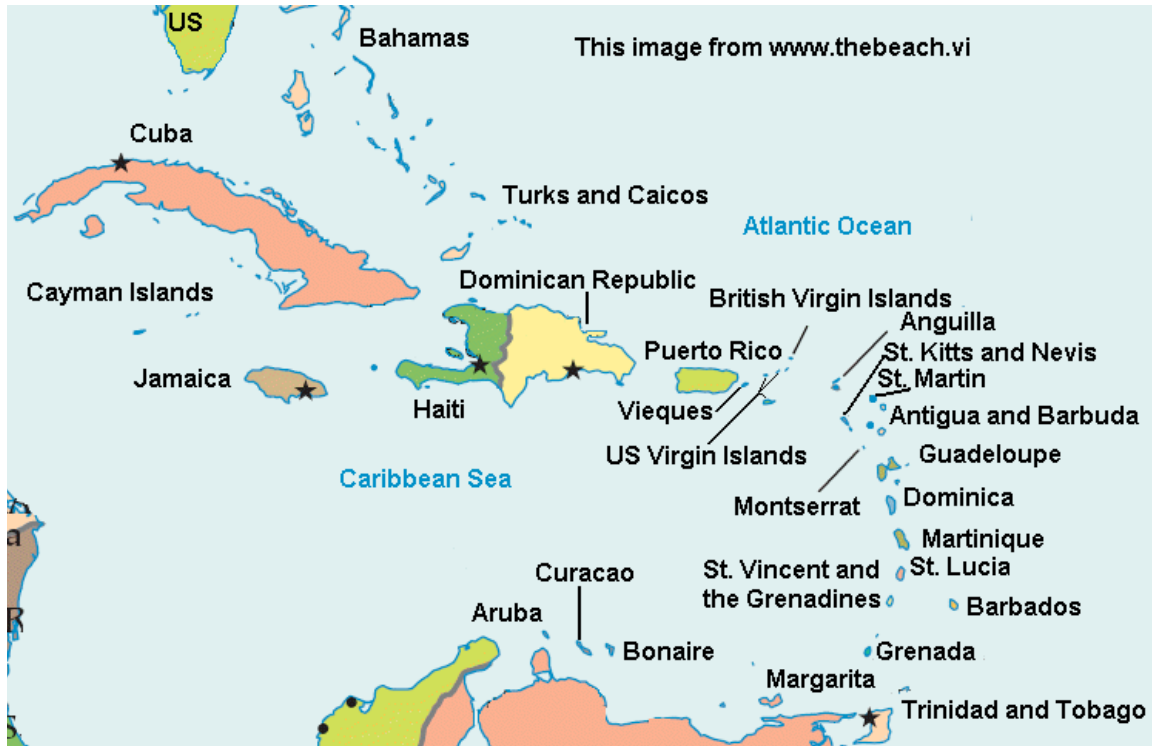 US
Bahamas
This image from www.thebeach.vi
Cuba
Turks and Caicos
Atlantic Ocean
Cayman Islands
Dominican Republic
British Virgin Islands
Anguilla
Puerto Rico
St. Kitts and Nevis
Jamaica
St. Martin
Haiti
Vieques
Antigua and Barbuda
US Virgin Islands
Guadeloupe
Caribbean Sea
Montserrat
Dominica
a
Martinique
Curacao
St. Vincent and
the Grenadines
St. Lucia
Aruba
R
Barbados
Bonaire
Grenada
Margarita
Trinidad and Tobago
S